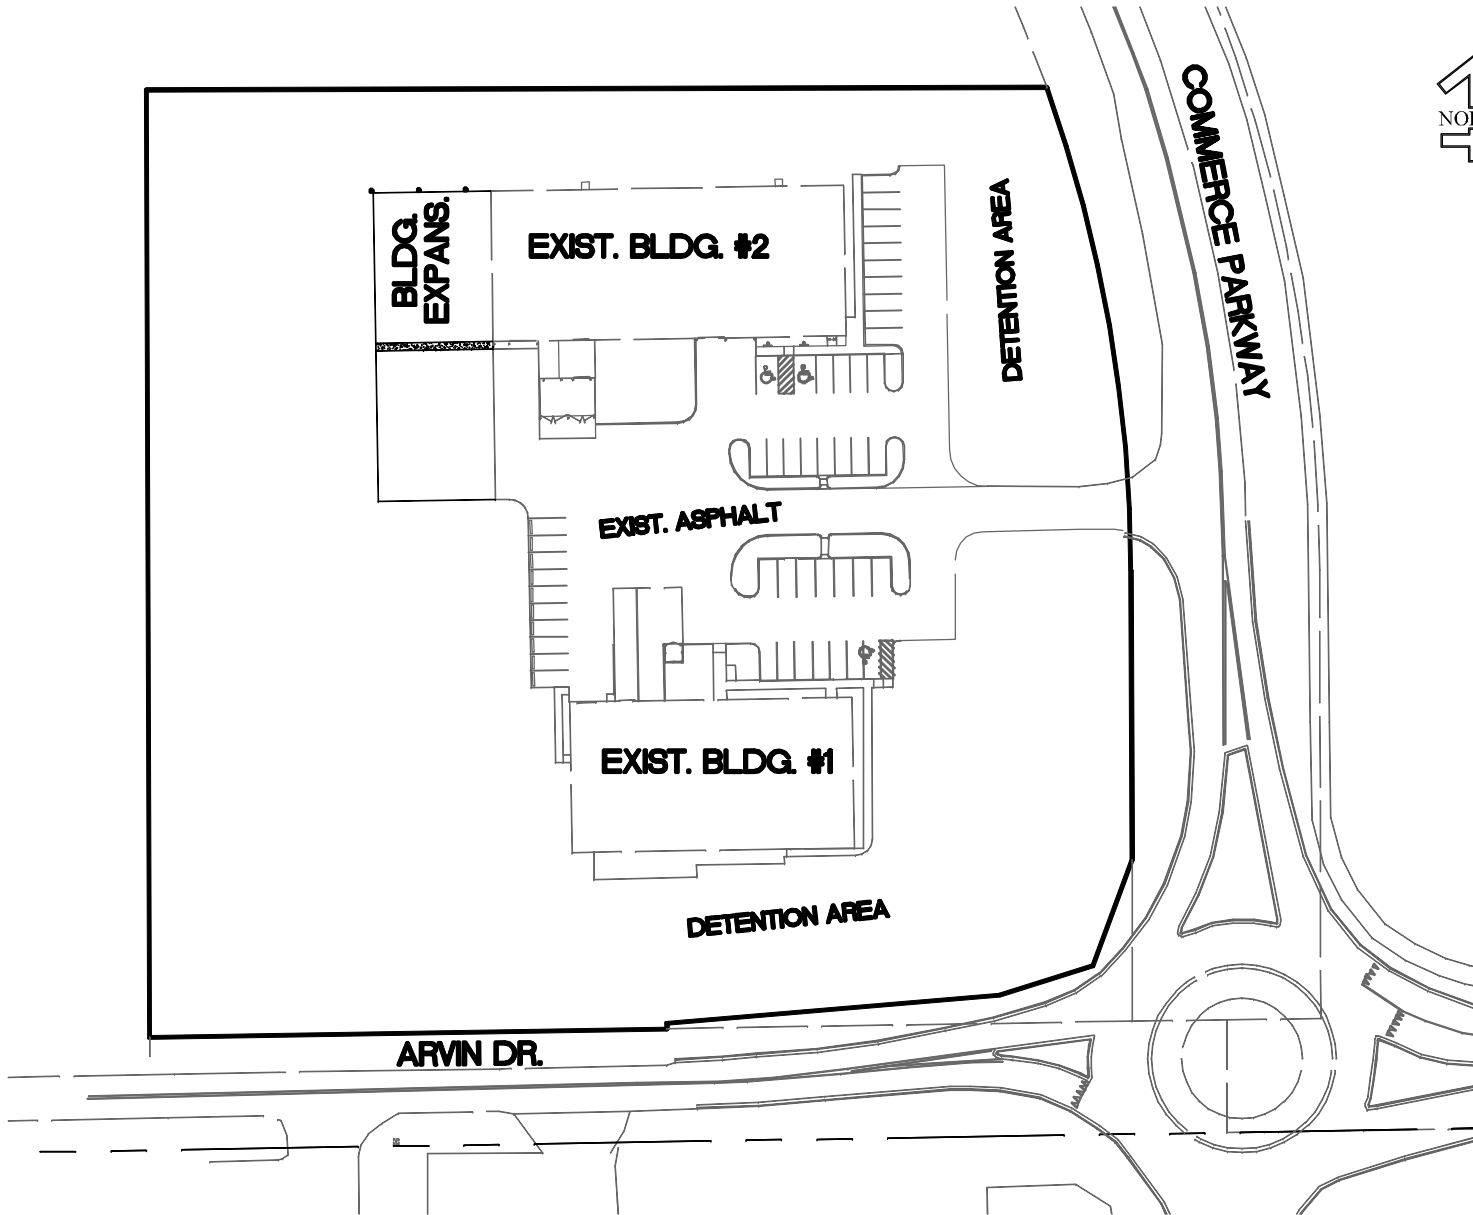 COMMERCE PARKWAY
BLDG.
EXPANS.
EXIST. BLDG. #2
DETENTION AREA
EXIST. ASPHALT
EXIST. BLDG. #1
DETENTION AREA
ARVIN DR.